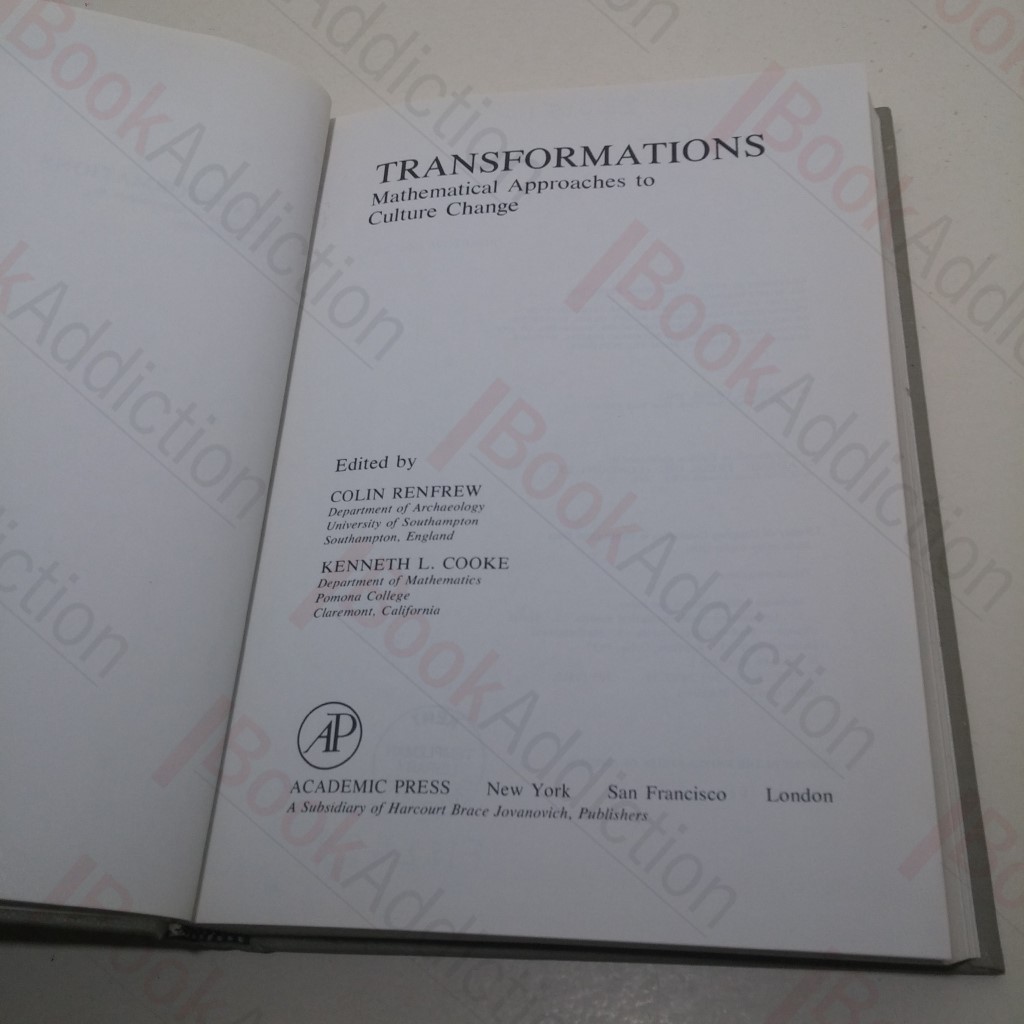 TRANSFORMATIONS
Mathematical Approaches to
Culture Change
Edited by
COLIN RENFREW
Department of Archaeology
University of Southampton
Southampton, England
KENNETH L. COOKE
Department of Mathematics
Pomona College
Claremont, California
AP
ACADEMIC PRESS New York San Francisco London
A Subsidiary of Harcourt Brace Jovanovich, Publishers
BookAddiction